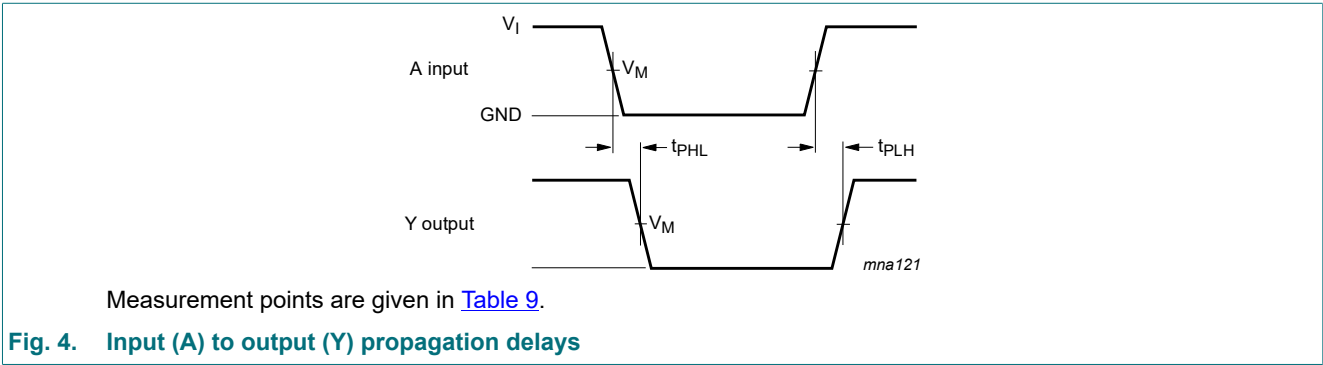 VI
A input
VM
GND
tPHL
tPLH
Y output
VM
mna121
Measurement points are given in Table 9.
Fig. 4. Input (A) to output (Y) propagation delays